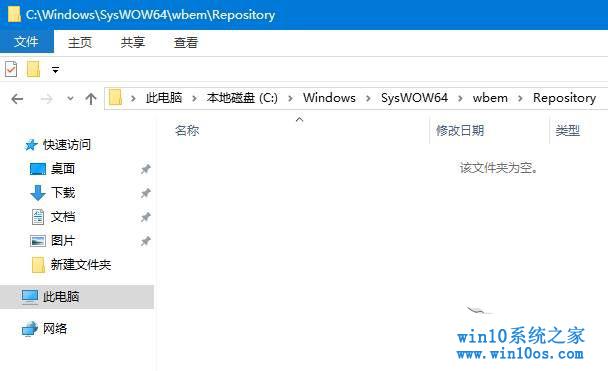 C:\Windows\SysWOW64\wbem\Repository
文件 主页 共享 查看
此电脑 本地磁盘 (C:) Windows SysWOW64 wbem Repository
名称 修改日期 类型
该文件夹为空。
快速访问
桌面
下载
文档
图片
新建文件夹
此电脑
网络
win10系统之家
www.win10os.com